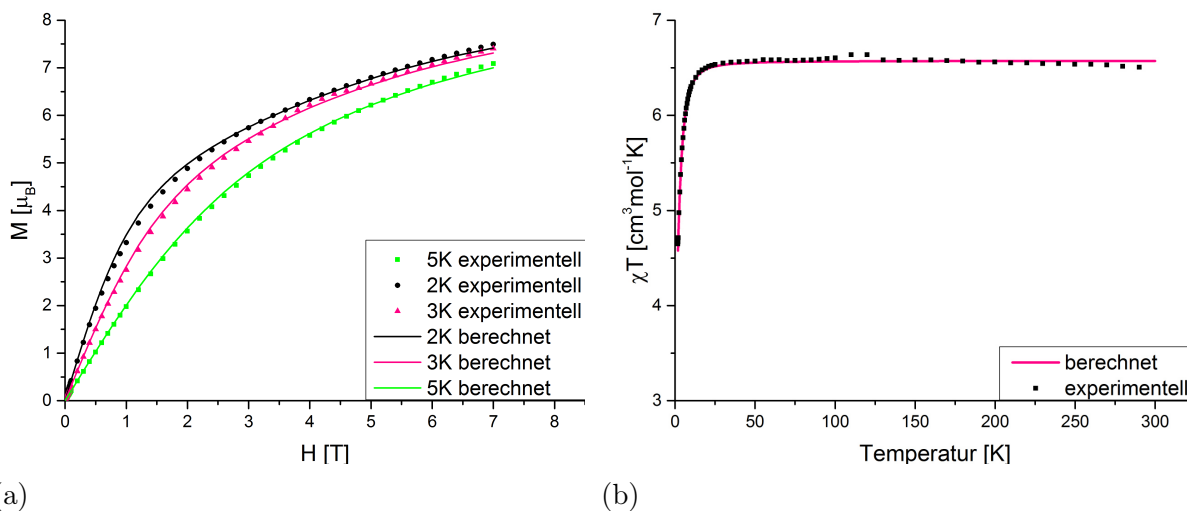 8
7
6
5
4
3
2
1
0
M [μB]
0 1 2 3 4 5 6 7 8
H [T]
5K experimentell
2K experimentell
3K experimentell
2K berechnet
3K berechnet
5K berechnet
(a)
7
6
5
4
3
χT [cm³mol⁻¹K]
0 50 100 150 200 250 300
Temperatur [K]
berechnet
experimentell
(b)